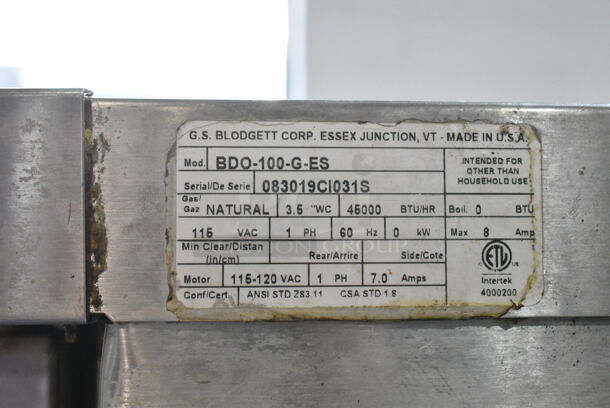 G.S. BLODGETT CORP. ESSEX JUNCTION, VT - MADE IN U.S.A.
Mod. BDO-100-G-ES
INTENDED FOR
OTHER THAN
HOUSEHOLD USE
Serial/De Serie 083019CI031S
Gas/
Gaz NATURAL 3.5 "WC 45000 BTU/HR Boil. 0 BTU
115 VAC 1 PH 60 Hz 0 kW Max 8 Amp
Min Clear/Distan
(in/cm) Rear/Arrire Side/Cote
Motor 115-120 VAC 1 PH 7.0 Amps
Conf/Cert ANSI STD Z83.11 CSA STD 1.8
ETL
US
Intertek
4000200
GROUP